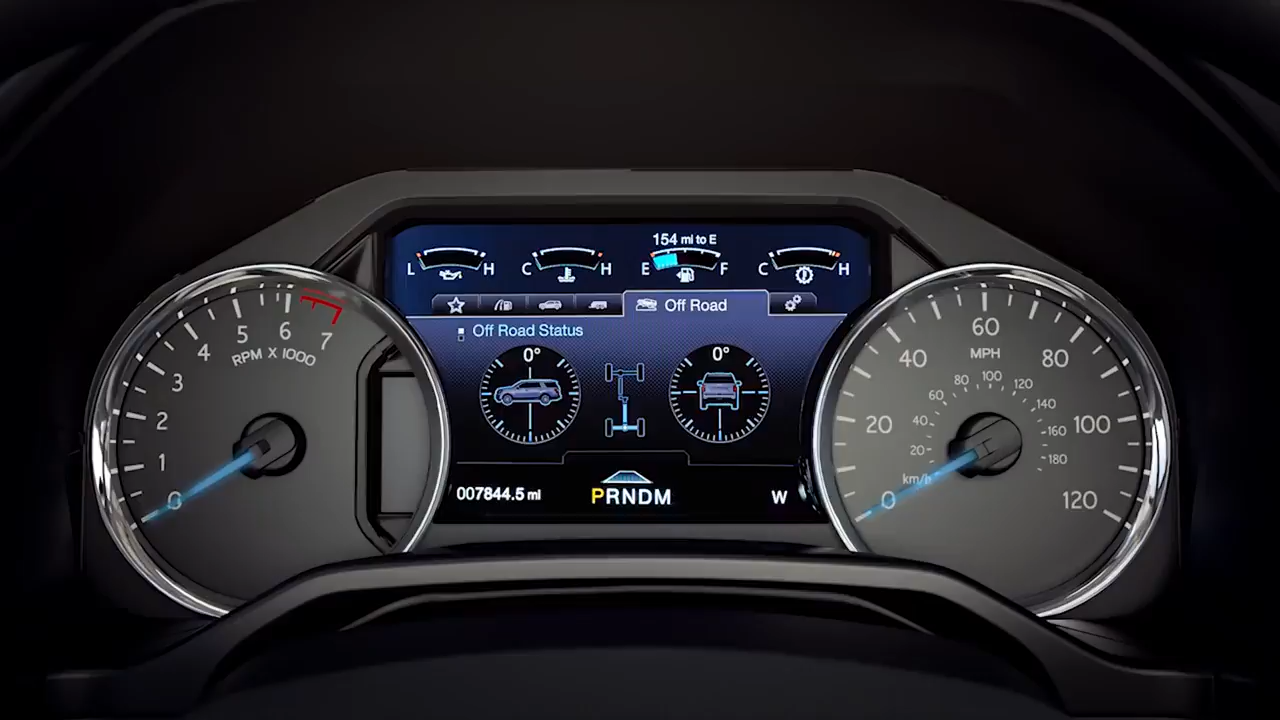 154 mi to E
L H C H E F C H
Off Road
Off Road Status
0° 0°
007844.5 mi
PRNDM
W
0 1 2 3 4 5 6 7
RPM X 1000
0 20 40 60 80 100 120
MPH
20 40 60 80 100 120 140 160 180
km/h